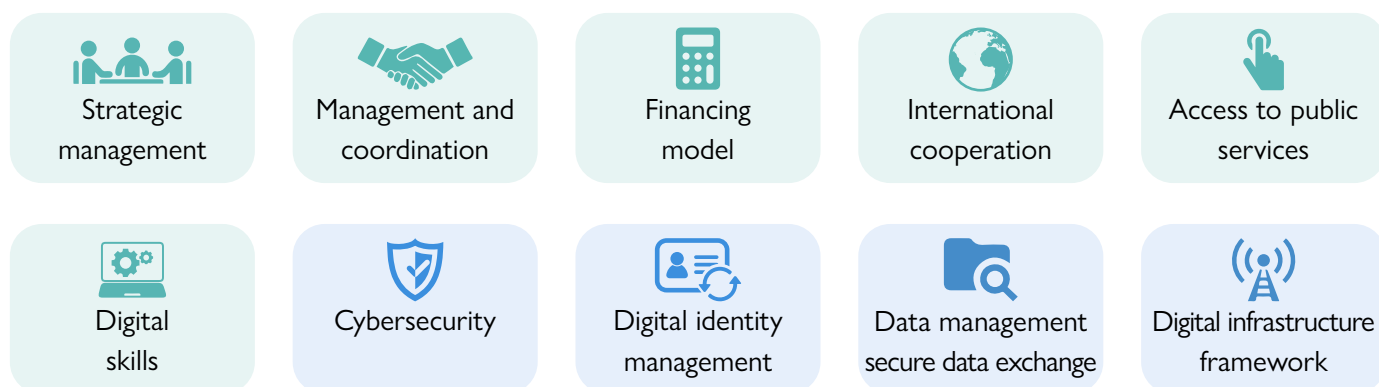 Strategic
management
Management and
coordination
Financing
model
International
cooperation
Access to public
services
Digital
skills
Cybersecurity
Digital identity
management
Data management
secure data exchange
Digital infrastructure
framework